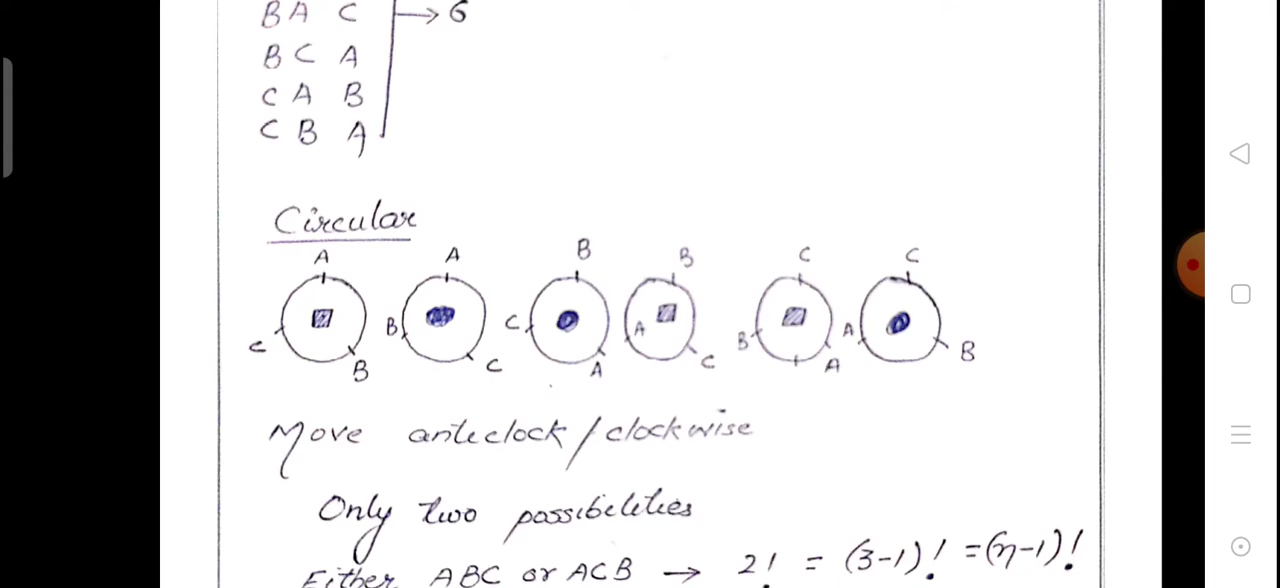 B A C → 6
B C A
C A B
C B A
Circular
A A B B C C
C B B C C A A C B A A B
Move anticlock/clockwise
Only two possibilities
Either ABC or ACB → 2! = (3-1)! = (n-1)!